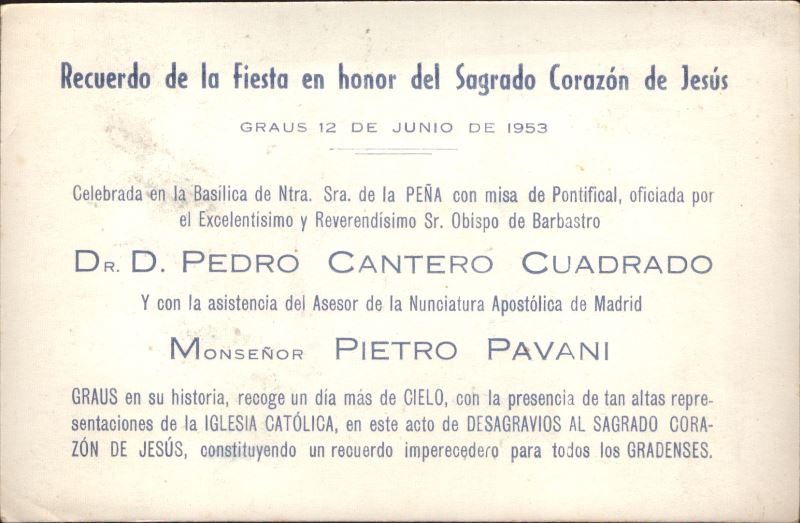 Recuerdo de la Fiesta en honor del Sagrado Corazón de Jesús
GRAUS 12 DE JUNIO DE 1953
Celebrada en la Basílica de Ntra. Sra. de la PEÑA con misa de Pontifical, oficiada por
el Excelentísimo y Reverendísimo Sr. Obispo de Barbastro
DR. D. PEDRO CANTERO CUADRADO
Y con la asistencia del Asesor de la Nunciatura Apostólica de Madrid
MONSEÑOR PIETRO PAVANI
GRAUS en su historia, recoge un día más de CIELO, con la presencia de tan altas repre-
sentaciones de la IGLESIA CATÓLICA, en este acto de DESAGRAVIOS AL SAGRADO CORA-
ZÓN DE JESÚS, constituyendo un recuerdo imperecedero para todos los GRADENSES.